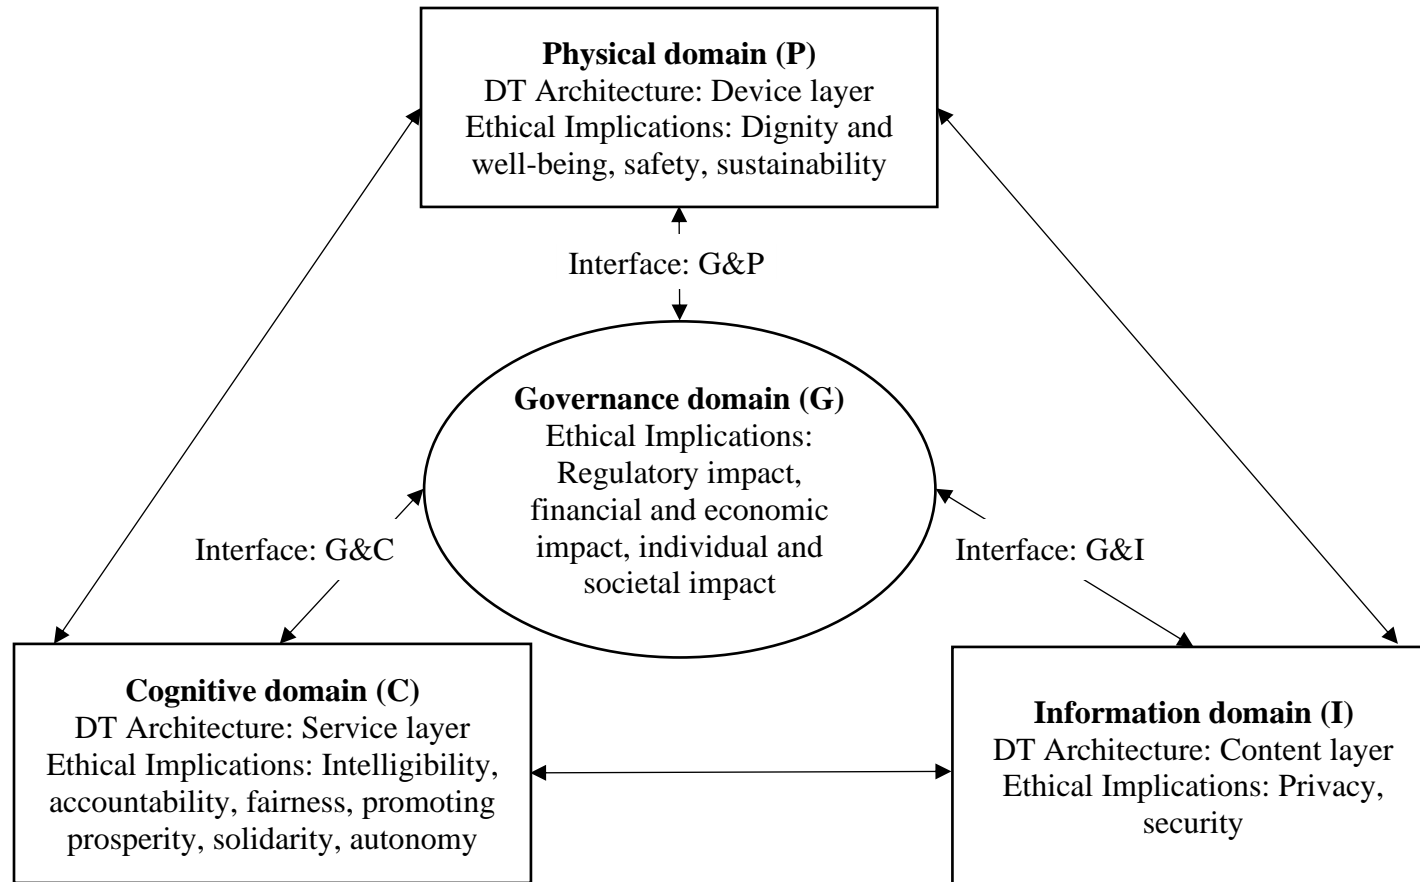 Physical domain (P)
DT Architecture: Device layer
Ethical Implications: Dignity and
well-being, safety, sustainability
Interface: G&P
Governance domain (G)
Ethical Implications:
Regulatory impact,
financial and economic
impact, individual and
societal impact
Interface: G&C
Interface: G&I
Cognitive domain (C)
DT Architecture: Service layer
Ethical Implications: Intelligibility,
accountability, fairness, promoting
prosperity, solidarity, autonomy
Information domain (I)
DT Architecture: Content layer
Ethical Implications: Privacy,
security